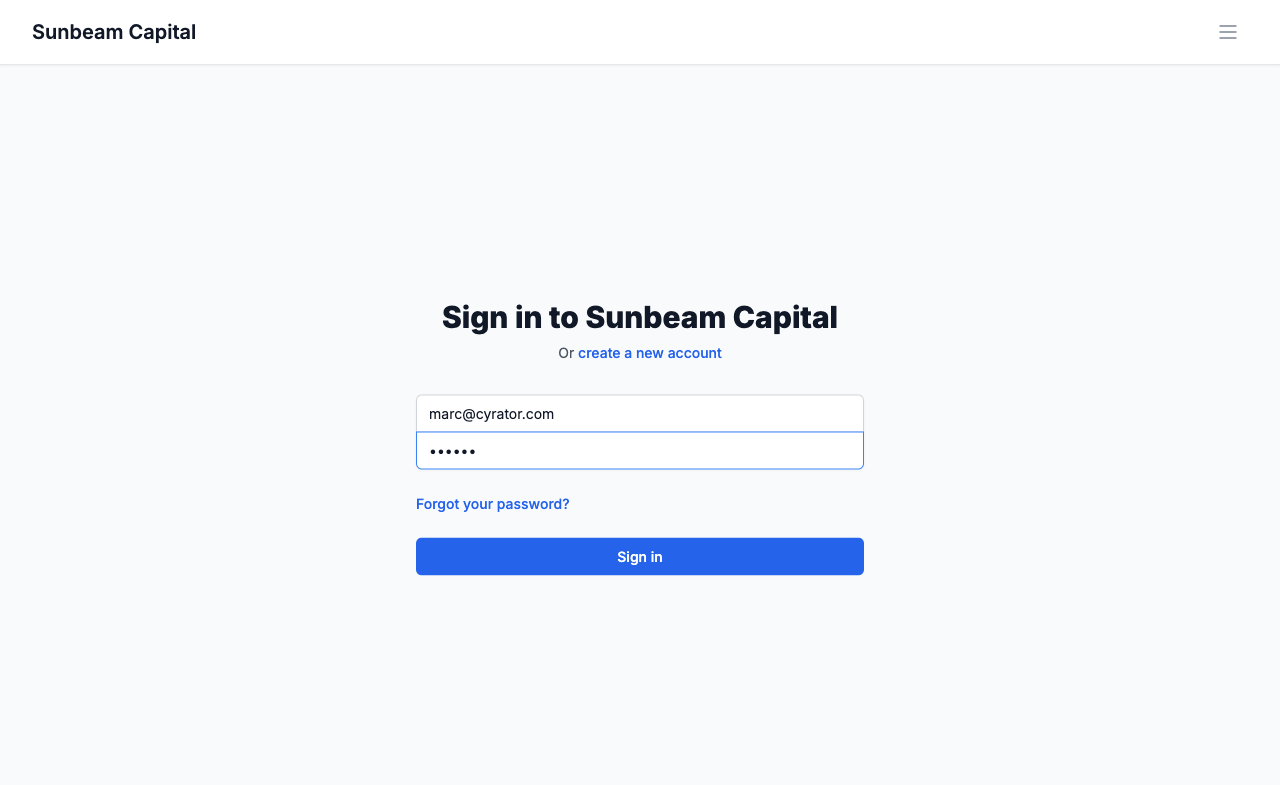 Sunbeam Capital
Sign in to Sunbeam Capital
Or create a new account
marc@cyrator.com
••••••
Forgot your password?
Sign in